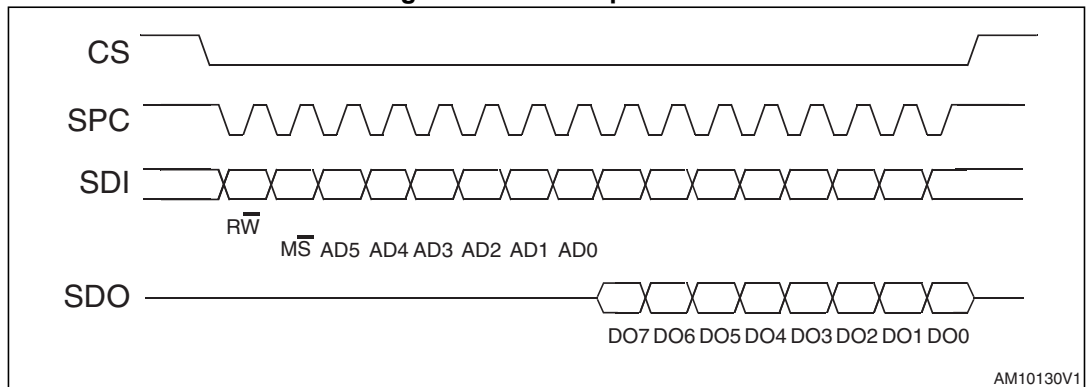 CS
SPC
SDI
RW
MS AD5 AD4 AD3 AD2 AD1 AD0
SDO
DO7 DO6 DO5 DO4 DO3 DO2 DO1 DO0
AM10130V1